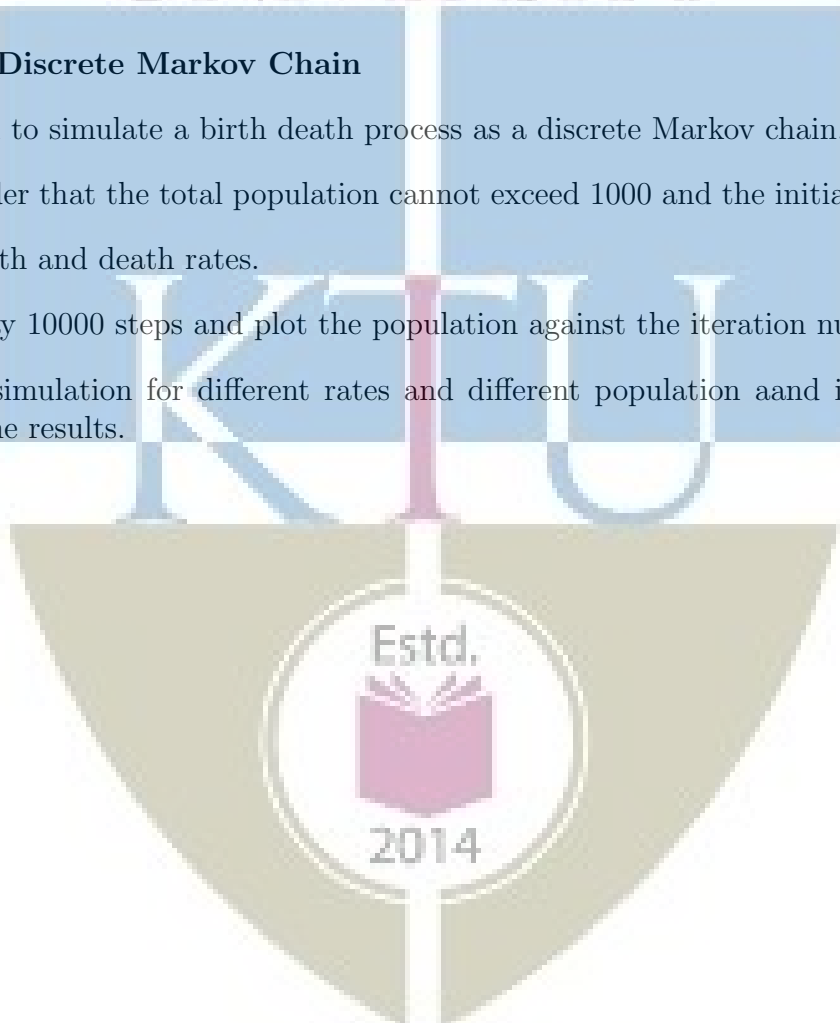 Discrete Markov Chain
to simulate a birth death process as a discrete Markov chain.
der that the total population cannot exceed 1000 and the initia
th and death rates.
y 10000 steps and plot the population against the iteration nu
simulation for different rates and different population aand i
e results.
KTU
Estd.
2014